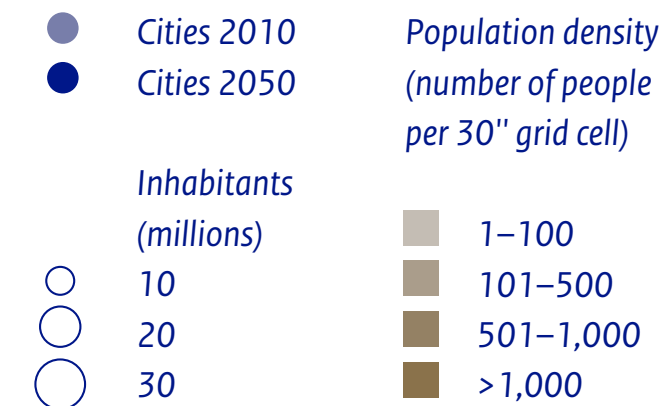 Cities 2010
Cities 2050
Inhabitants
(millions)
10
20
30
Population density
(number of people
per 30" grid cell)
1–100
101–500
501–1,000
>1,000